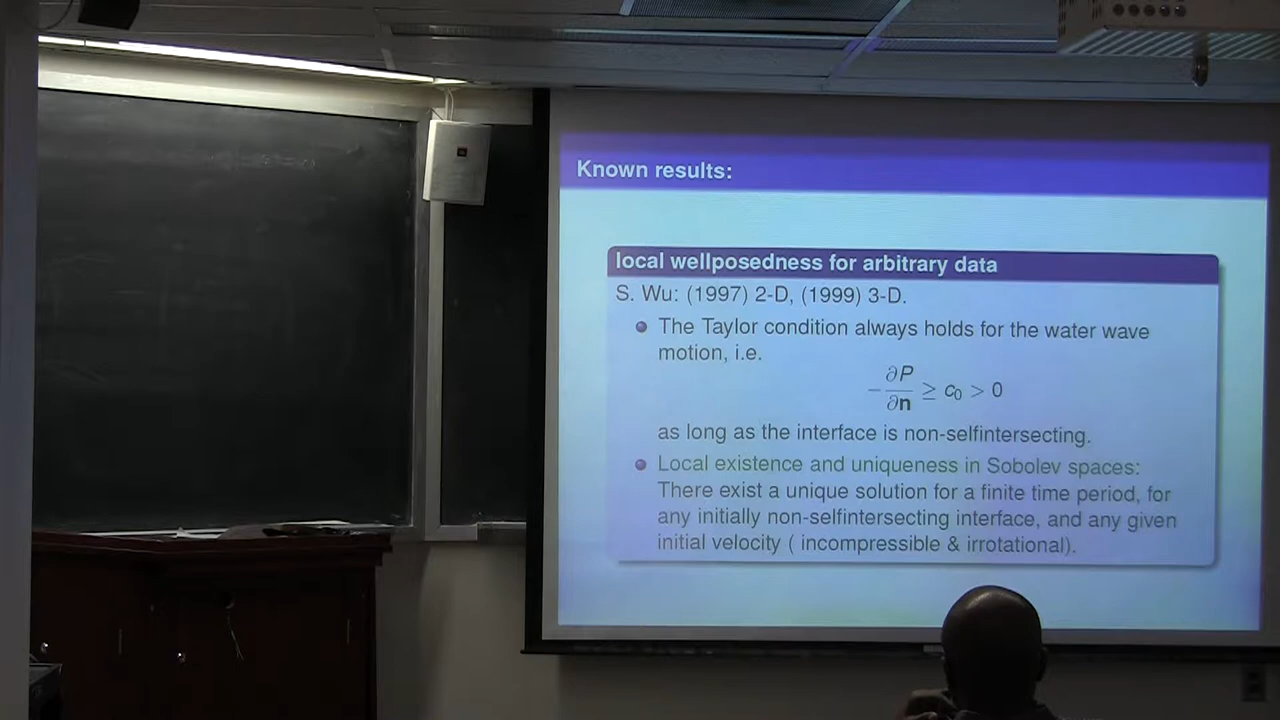 Known results:
local wellposedness for arbitrary data
S. Wu: (1997) 2-D, (1999) 3-D.
The Taylor condition always holds for the water wave
motion, i.e.
−∂P/∂n ≥ c₀ > 0
as long as the interface is non-selfintersecting.
Local existence and uniqueness in Sobolev spaces:
There exist a unique solution for a finite time period, for
any initially non-selfintersecting interface, and any given
initial velocity ( incompressible & irrotational).